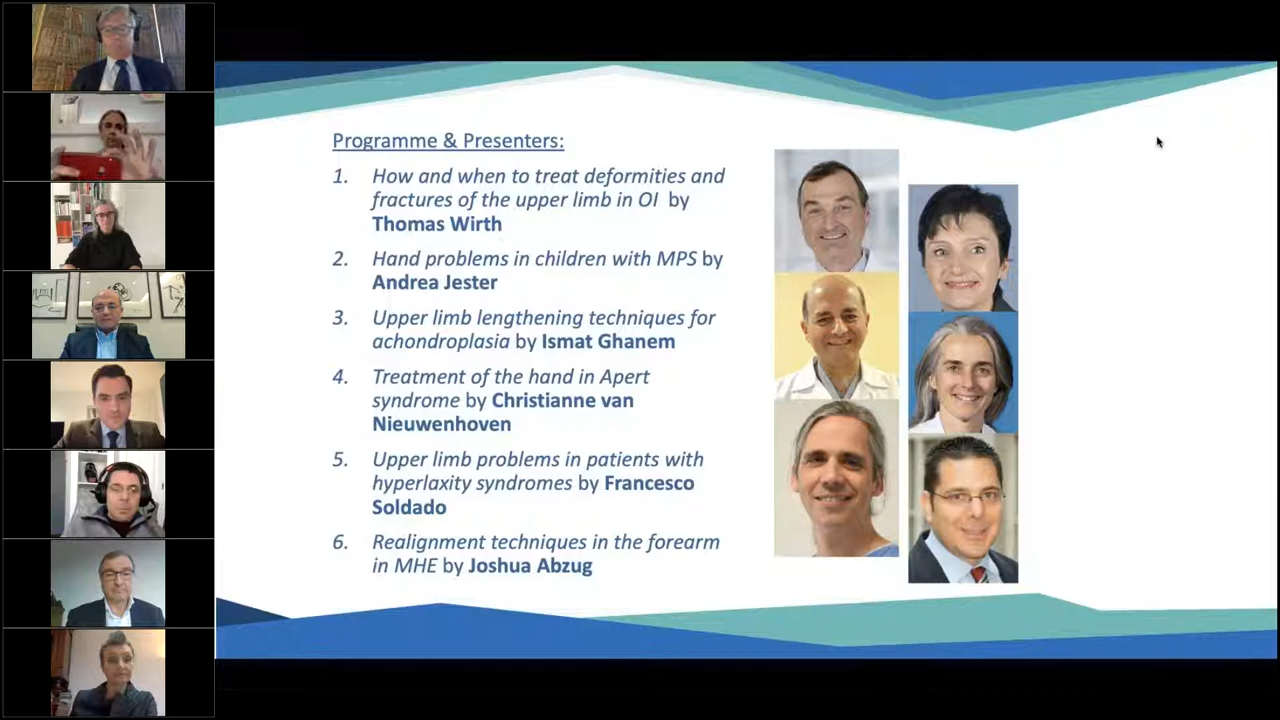 Programme & Presenters:
1. How and when to treat deformities and
fractures of the upper limb in OI by
Thomas Wirth
2. Hand problems in children with MPS by
Andrea Jester
3. Upper limb lengthening techniques for
achondroplasia by Ismat Ghanem
4. Treatment of the hand in Apert
syndrome by Christianne van
Nieuwenhoven
5. Upper limb problems in patients with
hyperlaxity syndromes by Francesco
Soldado
6. Realignment techniques in the forearm
in MHE by Joshua Abzug